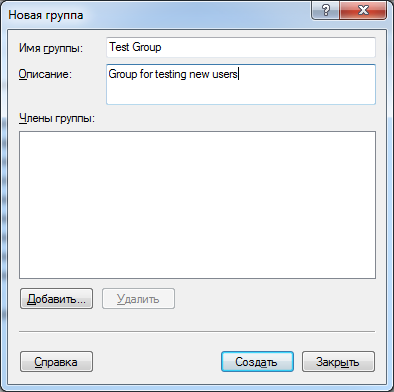 Новая группа
Имя группы: Test Group
Описание: Group for testing new users
Члены группы:
Добавить... Удалить
Справка Создать Закрыть